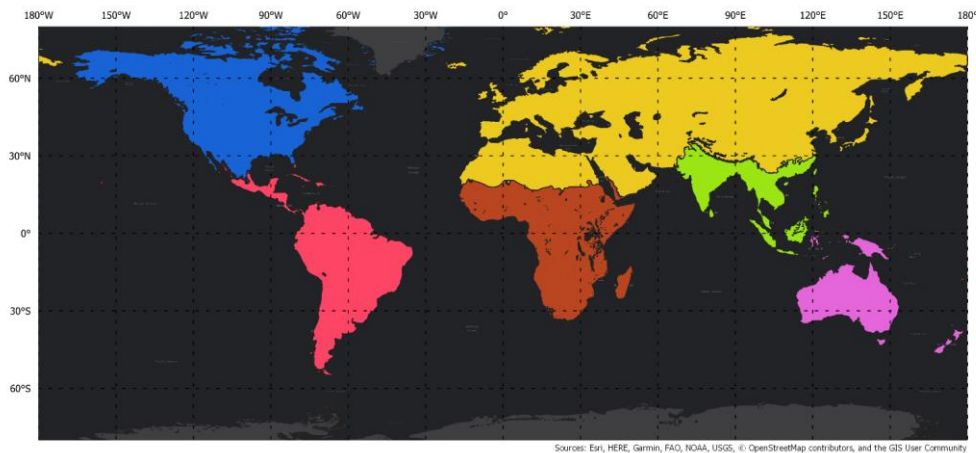 180°W 150°W 120°W 90°W 60°W 30°W 0° 30°E 60°E 90°E 120°E 150°E 180°
60°N
30°N
0°
30°S
60°S
Sources: Esri, HERE, Garmin, FAO, NOAA, USGS, © OpenStreetMap contributors, and the GIS User Community